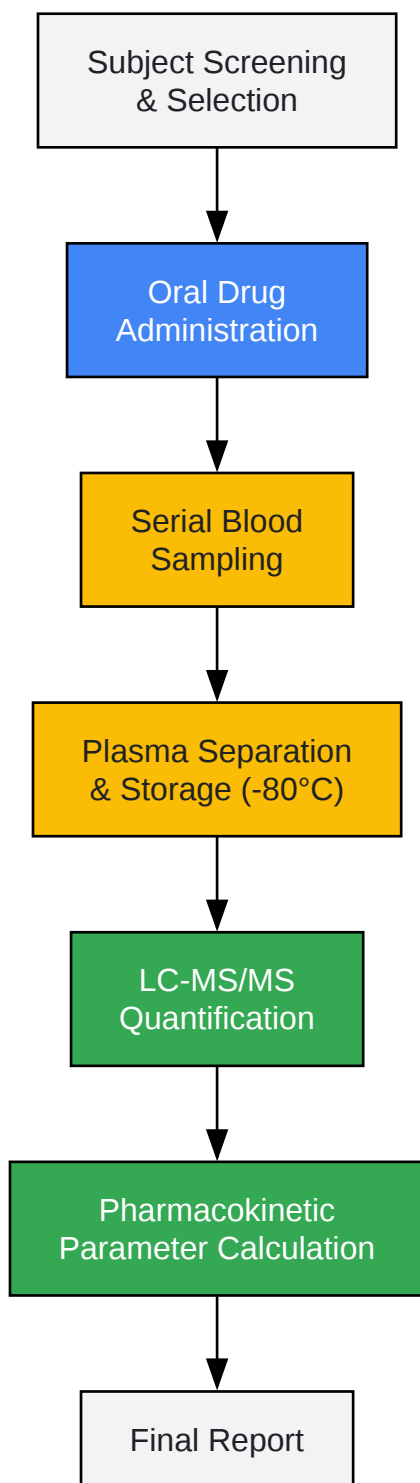 Subject Screening
& Selection
Oral Drug
Administration
Serial Blood
Sampling
Plasma Separation
& Storage (-80°C)
LC-MS/MS
Quantification
Pharmacokinetic
Parameter Calculation
Final Report